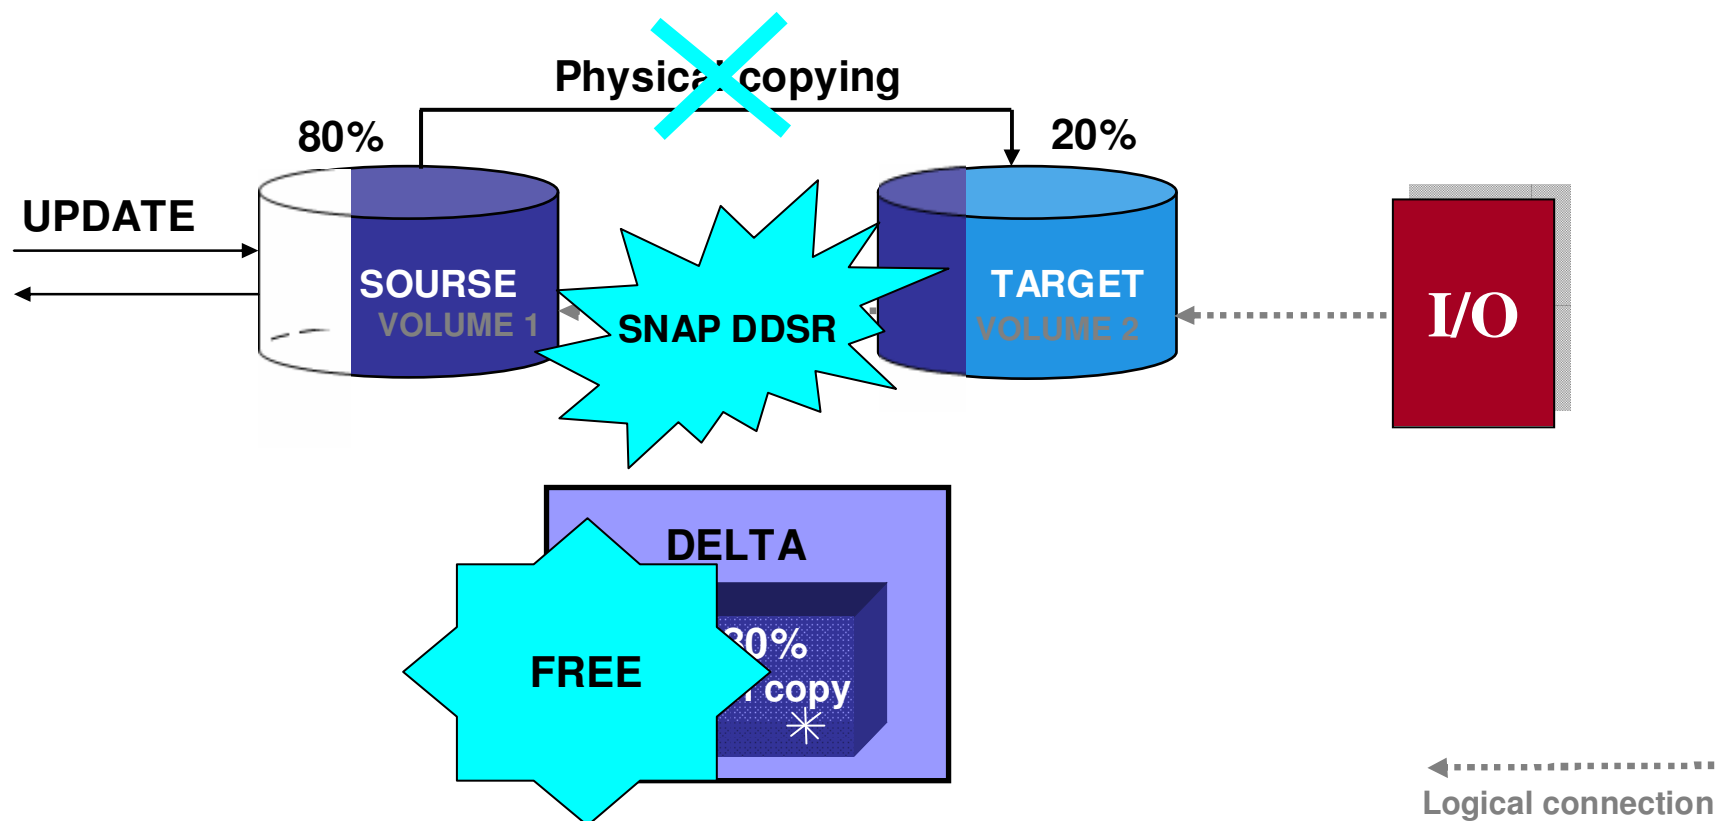 Physical copying
80%
20%
UPDATE
SOURSE
VOLUME 1
SNAP DDSR
TARGET
VOLUME 2
I/O
DELTA
FREE
copy
Logical connection